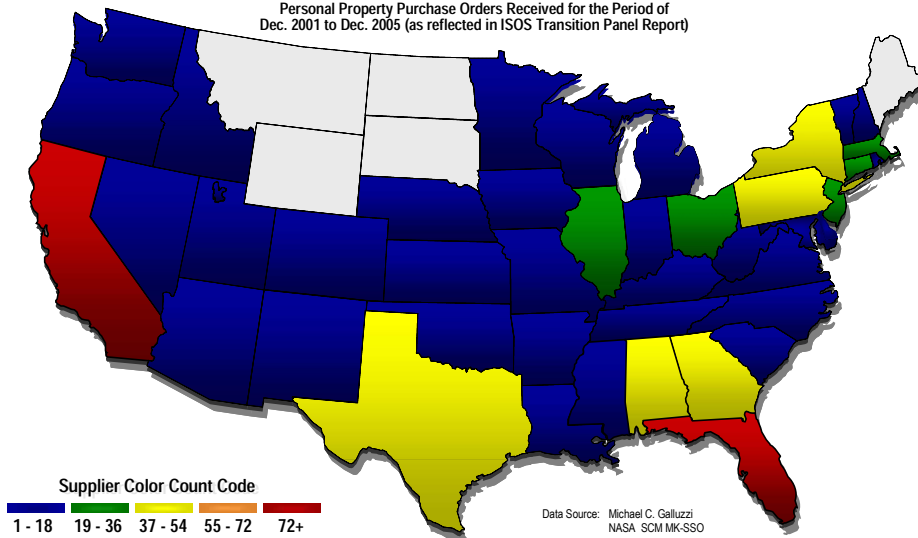 Personal Property Purchase Orders Received for the Period of
Dec. 2001 to Dec. 2005 (as reflected in ISOS Transition Panel Report)
Supplier Color Count Code
1 - 18 19 - 36 37 - 54 55 - 72 72+
Data Source: Michael C. Galluzzi
NASA SCM MK-SSO